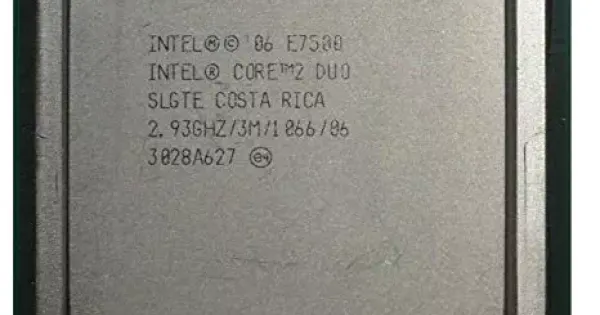 INTEL®© '06 E7500
INTEL® CORE™2 DUO
SLGTE COSTA RICA
2.93GHZ/3M/1066/06
3028A627 e4